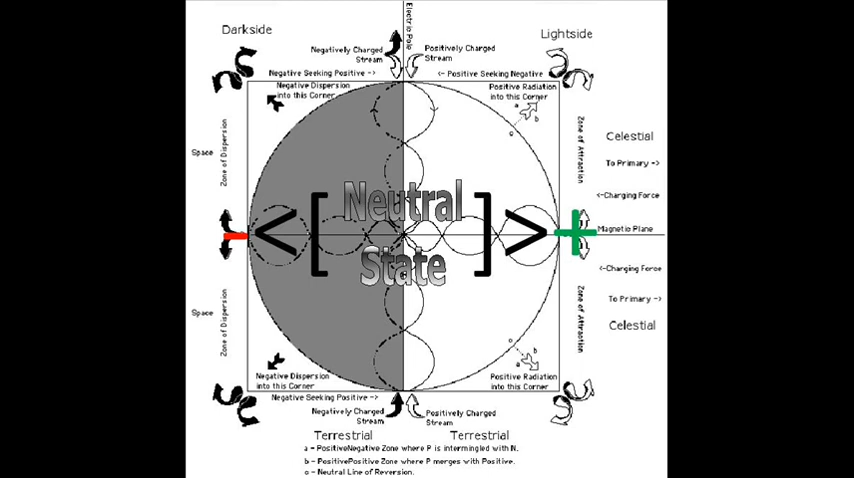 Darkside
Electric Pole
Lightside
Negatively Charged
Stream
Positively Charged
Stream
Negative Seeking Positive ->
<- Positive Seeking Negative
Negative Dispersion
into this Corner
Positive Radiation
into this Corner
a
b
c
Space
Zone of Dispersion
Zone of Attraction
Celestial
To Primary ->
<-Charging Force
< [ Neutral
State ] >
- +
Magnetic Plane
<-Charging Force
Space
Zone of Dispersion
Zone of Attraction
To Primary ->
Celestial
c
b
a
Negative Dispersion
into this Corner
Positive Radiation
into this Corner
Negative Seeking Positive ->
Negatively Charged
Stream
Positively Charged
Stream
Terrestrial
Terrestrial
a - PositiveNegative Zone where P is intermingled with N.
b - PositivePositive Zone where P merges with Positive.
c - Neutral Line of Reversion.